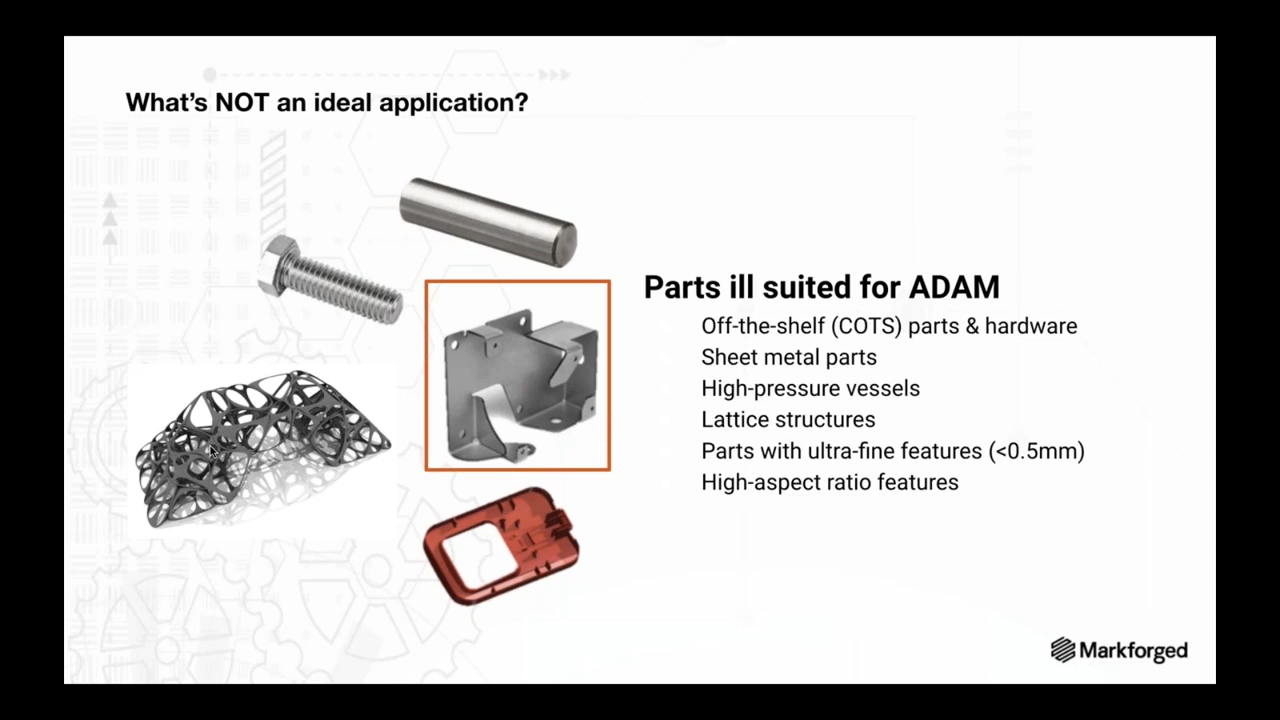 What's NOT an ideal application?
Parts ill suited for ADAM
Off-the-shelf (COTS) parts & hardware
Sheet metal parts
High-pressure vessels
Lattice structures
Parts with ultra-fine features (<0.5mm)
High-aspect ratio features
Markforged